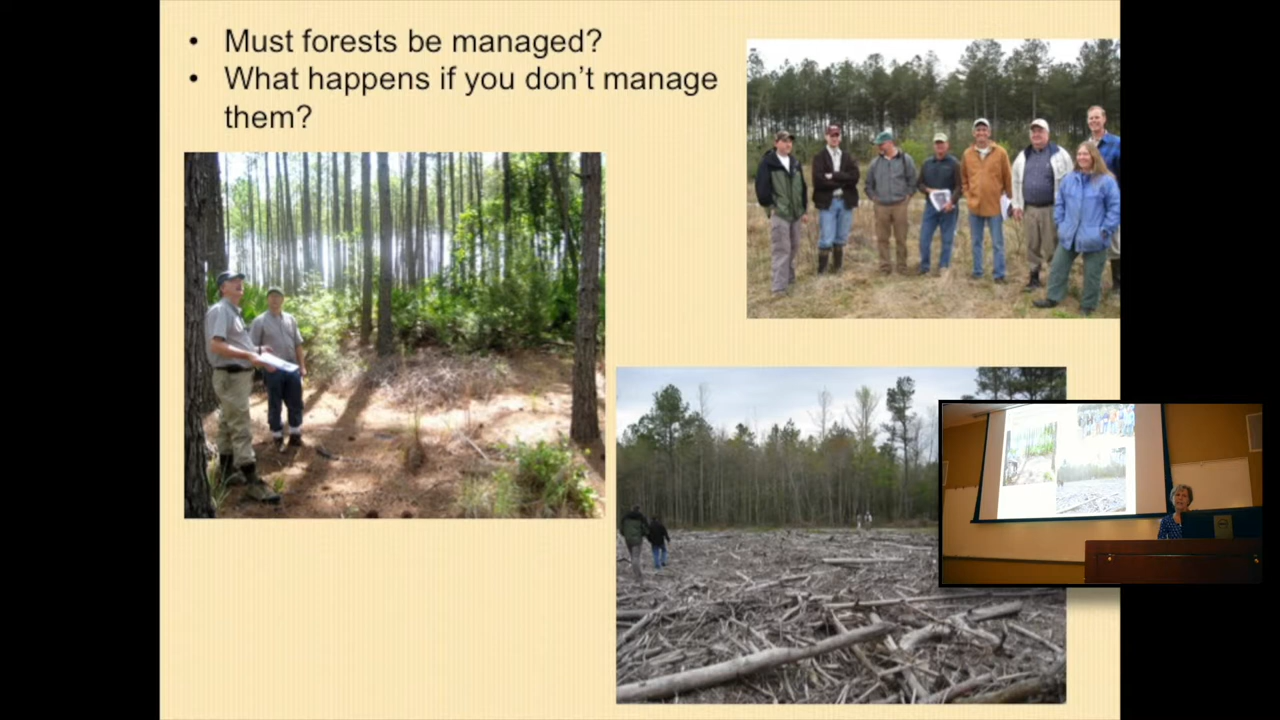 • Must forests be managed?
• What happens if you don’t manage
them?